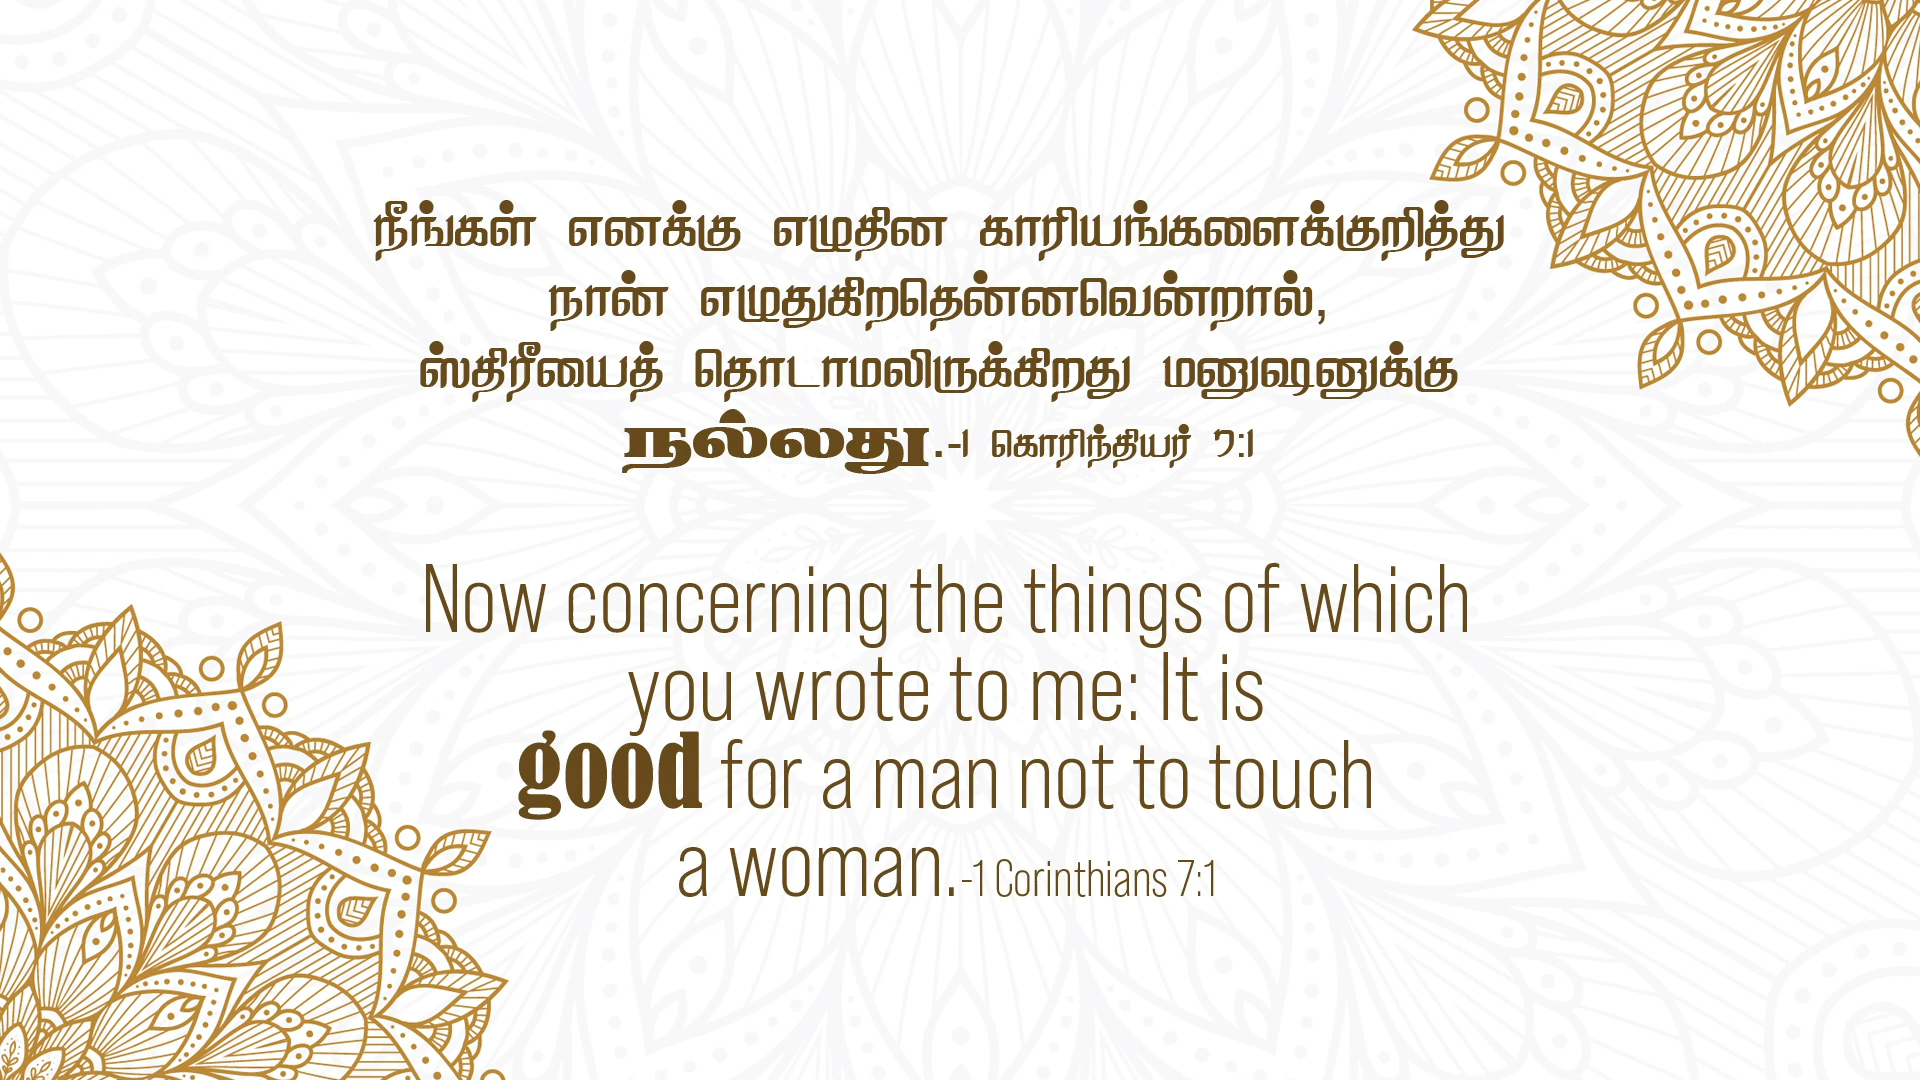 நீங்கள் எனக்கு எழுதின காரியங்களைக்குறித்து
நான் எழுதுகிறதென்னவென்றால்,
ஸ்திரீயைத் தொடாமலிருக்கிறது மனுஷனுக்கு
நல்லது.-1 கொரிந்தியர் 7:1
Now concerning the things of which
you wrote to me: It is
good for a man not to touch
a woman.-1 Corinthians 7:1